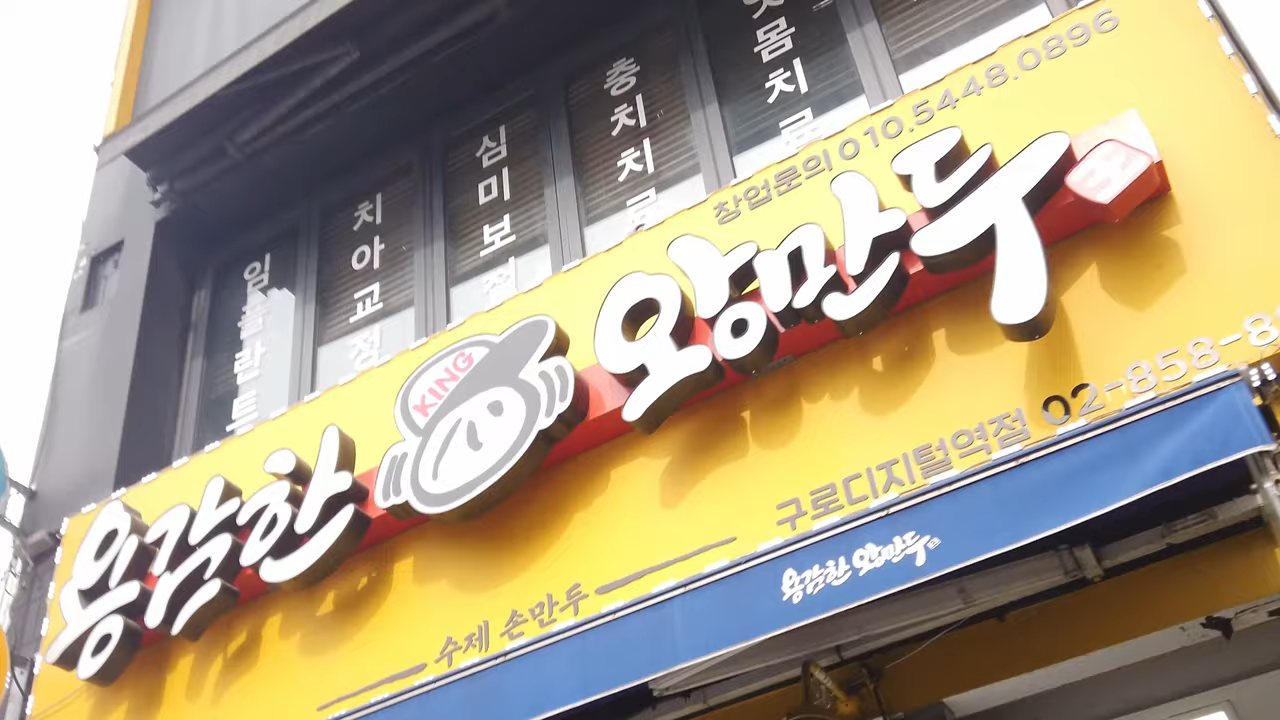 임플란트
치아교정
심미보철
충치치료
잇몸치료
창업문의 010.5448.0896
용감한 KING 왕만두
구로디지털역점 02-858-8
수제 손만두
용감한 왕만두